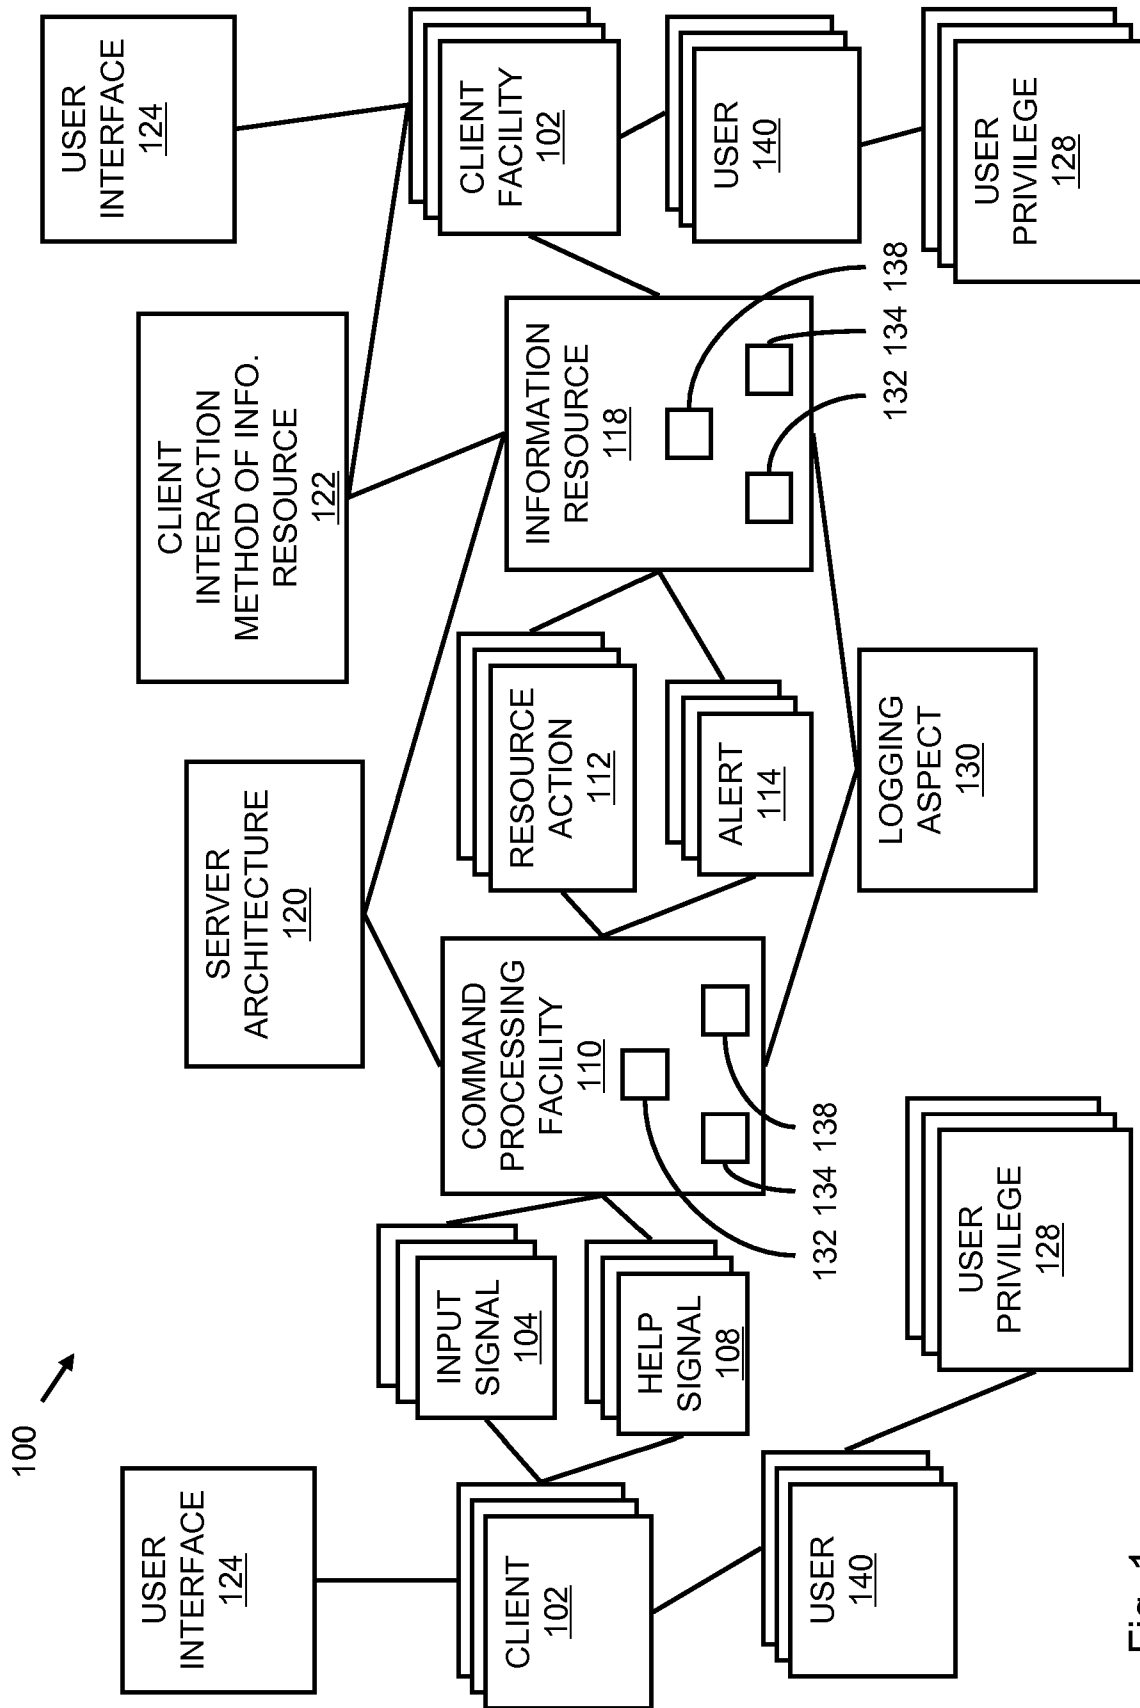 100
USER
INTERFACE
124
CLIENT
102
USER
140
USER
PRIVILEGE
128
INPUT
SIGNAL
104
HELP
SIGNAL
108
SERVER
ARCHITECTURE
120
COMMAND
PROCESSING
FACILITY
110
132
134
138
RESOURCE
ACTION
112
ALERT
114
LOGGING
ASPECT
130
CLIENT
INTERACTION
METHOD OF INFO.
RESOURCE
122
INFORMATION
RESOURCE
118
132
134
138
USER
INTERFACE
124
CLIENT
FACILITY
102
USER
140
USER
PRIVILEGE
128
Fig. 1